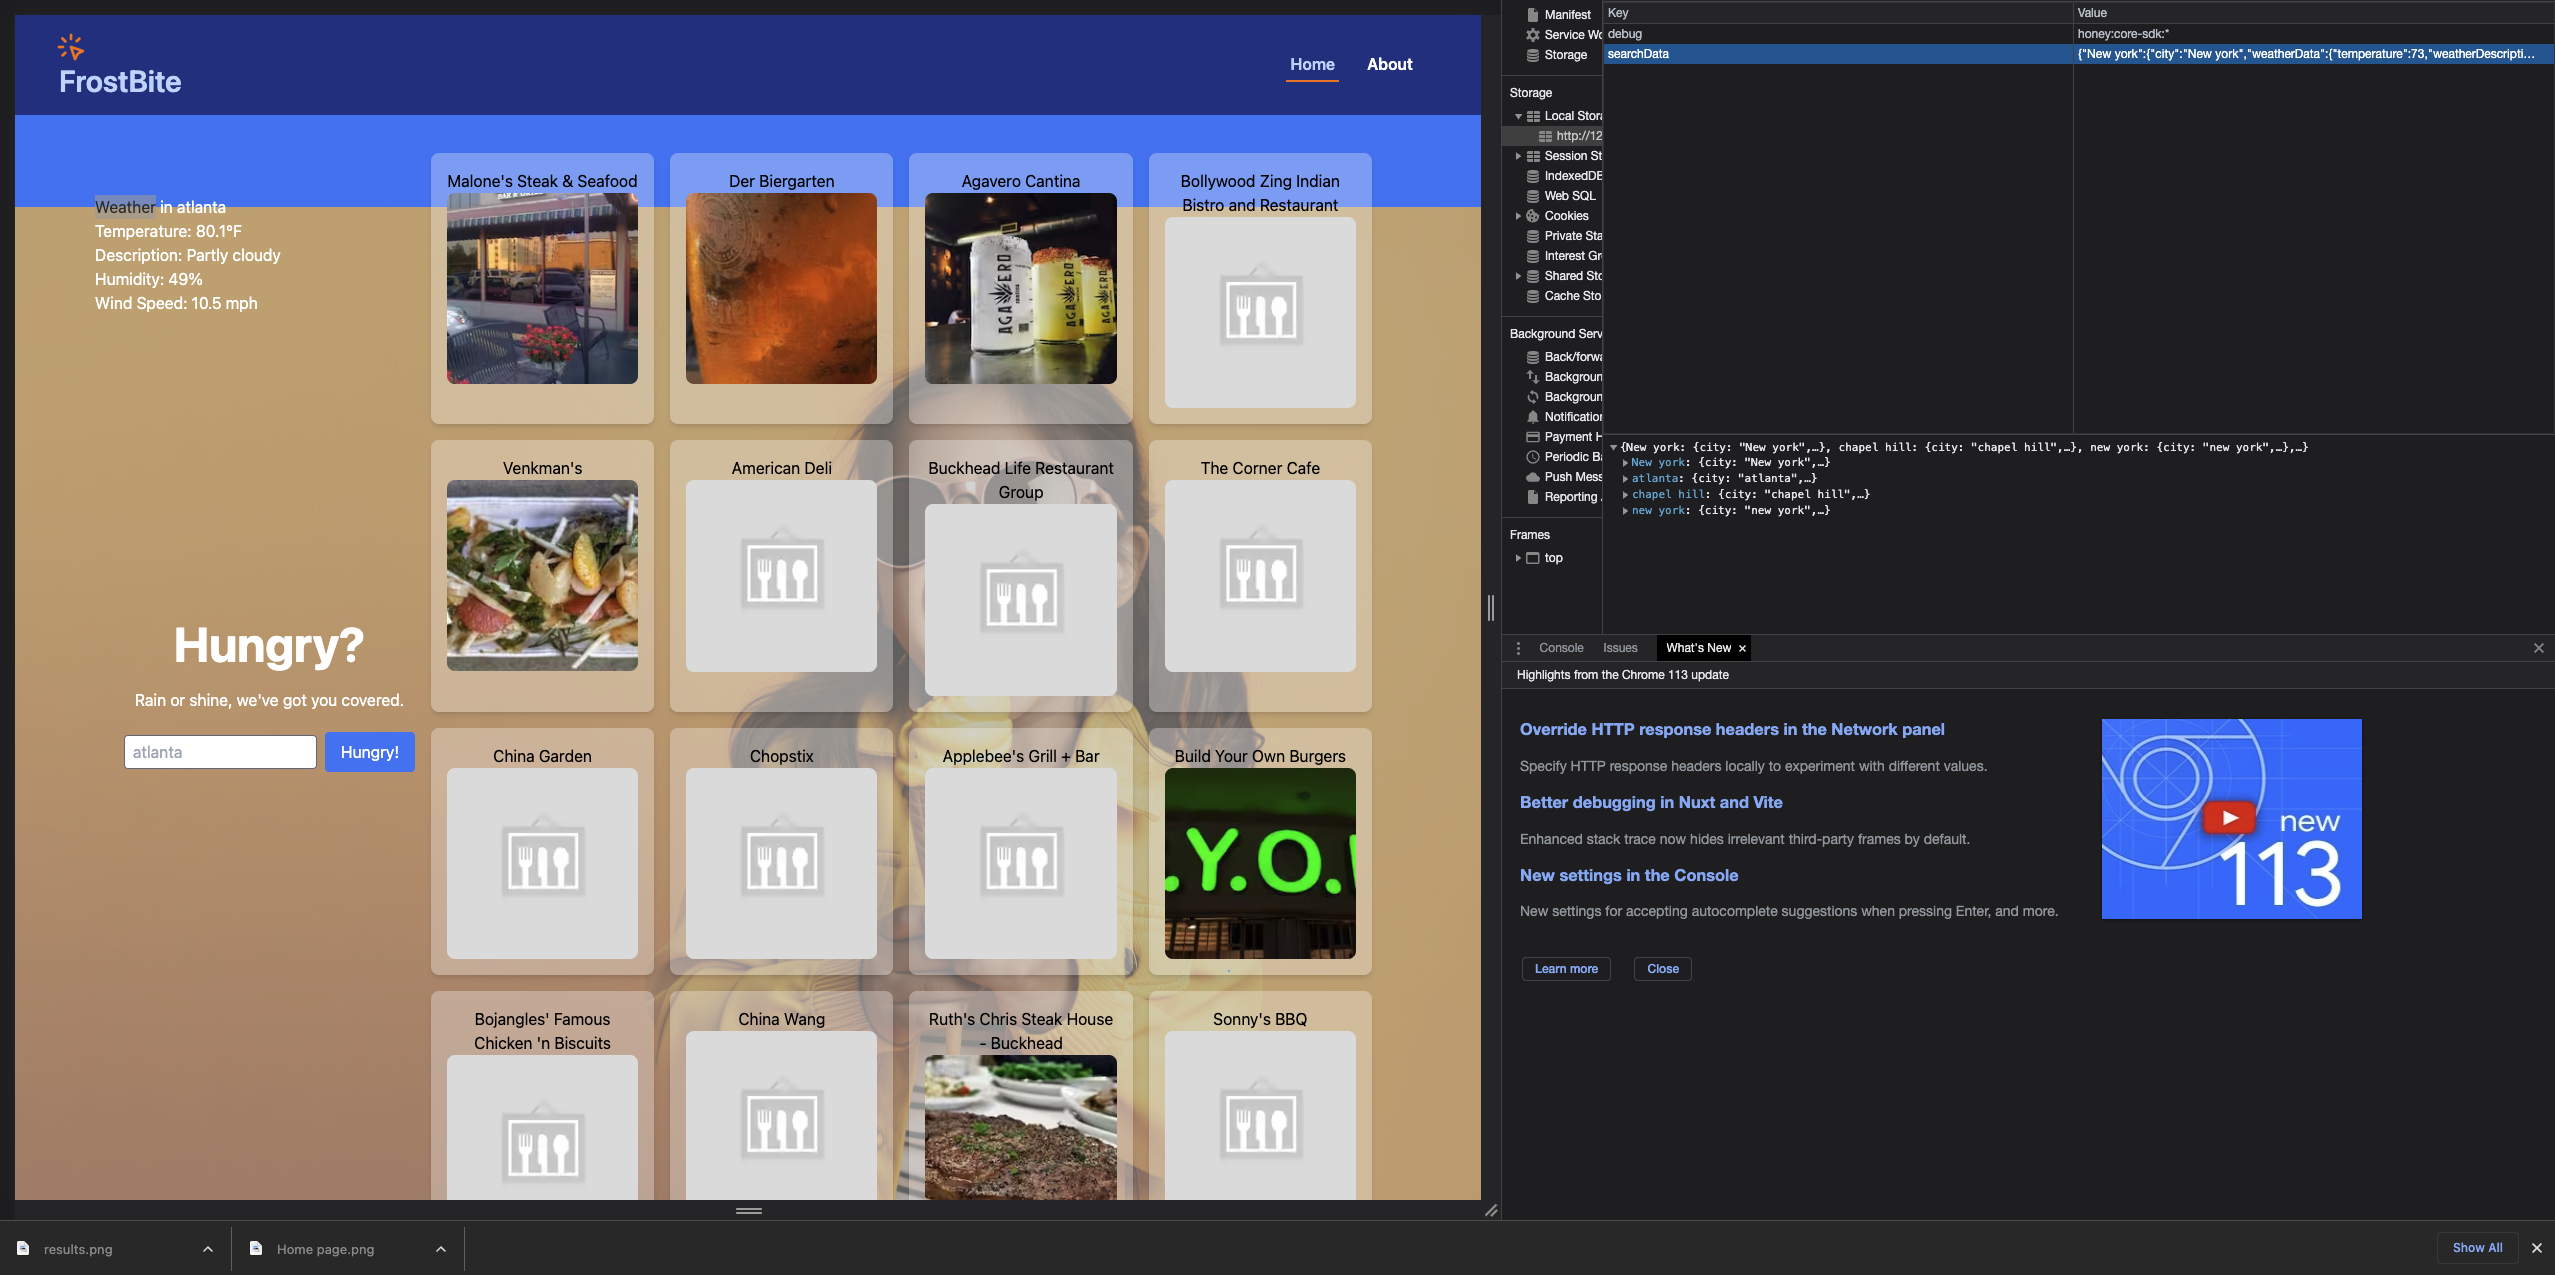 FrostBite
Home
About
Weather in atlanta
Temperature: 80.1°F
Description: Partly cloudy
Humidity: 49%
Wind Speed: 10.5 mph
Hungry?
Rain or shine, we've got you covered.
atlanta
Hungry!
Malone's Steak & Seafood
Der Biergarten
Agavero Cantina
AGAVERO
cantina
AGAVERO
AGAVERO
Bollywood Zing Indian
Bistro and Restaurant
Venkman's
American Deli
Buckhead Life Restaurant
Group
The Corner Cafe
China Garden
Chopstix
Applebee's Grill + Bar
Build Your Own Burgers
.Y.O.
Bojangles' Famous
Chicken 'n Biscuits
China Wang
Ruth's Chris Steak House
- Buckhead
Sonny's BBQ
Manifest
Service Wo
Storage
Storage
Local Stora
http://12
Session St
IndexedDB
Web SQL
Cookies
Private Sta
Interest Gr
Shared Sto
Cache Sto
Background Serv
Back/forwa
Backgroun
Backgroun
Notification
Payment H
Periodic Ba
Push Mess
Reporting
Frames
top
Key
Value
debug
honey:core-sdk:*
searchData
{"New york":{"city":"New york","weatherData":{"temperature":73,"weatherDescripti...
{New york: {city: "New york",…}, chapel hill: {city: "chapel hill",…}, new york: {city: "new york",…},…}
New york: {city: "New york",…}
atlanta: {city: "atlanta",…}
chapel hill: {city: "chapel hill",…}
new york: {city: "new york",…}
Console
Issues
What's New
Highlights from the Chrome 113 update
Override HTTP response headers in the Network panel
Specify HTTP response headers locally to experiment with different values.
Better debugging in Nuxt and Vite
Enhanced stack trace now hides irrelevant third-party frames by default.
New settings in the Console
New settings for accepting autocomplete suggestions when pressing Enter, and more.
new
113
Learn more
Close
results.png
Home page.png
Show All